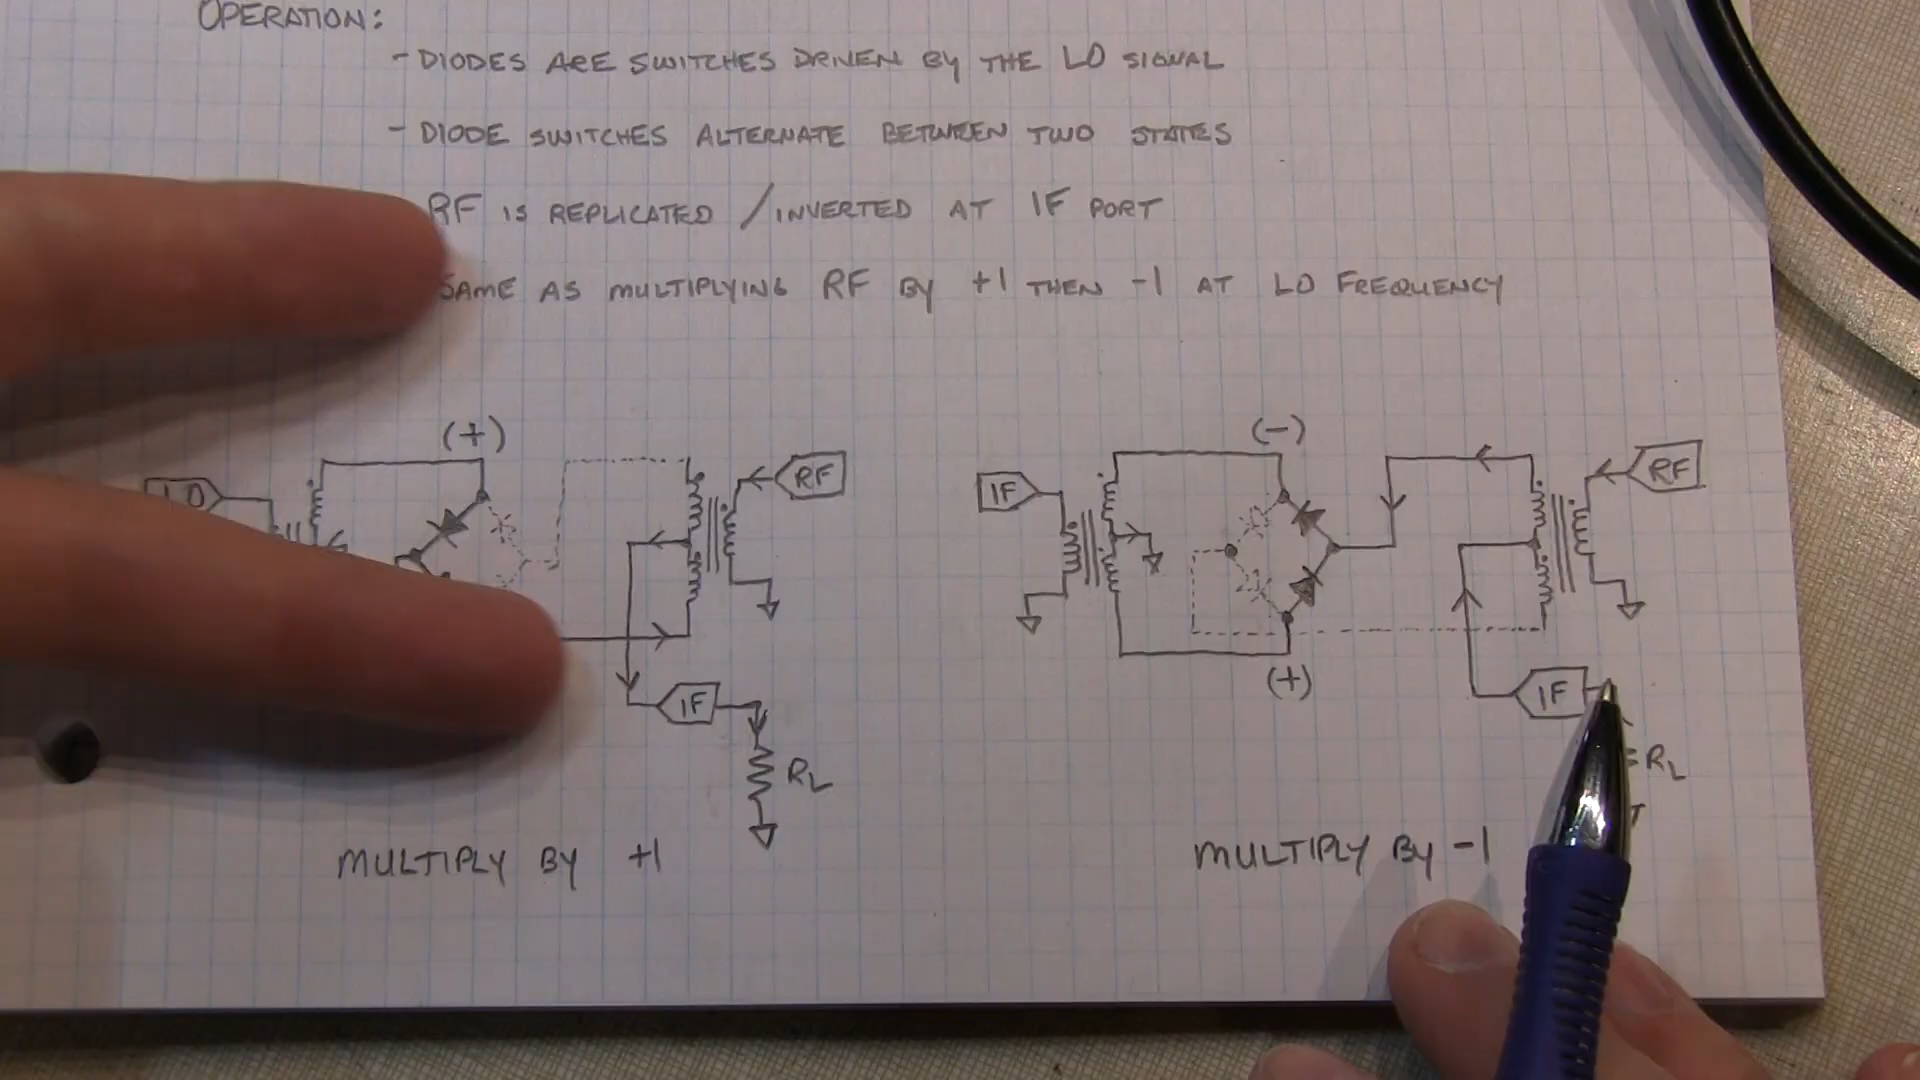 OPERATION:
- DIODES ARE SWITCHES DRIVEN BY THE LO SIGNAL
- DIODE SWITCHES ALTERNATE BETWEEN TWO STATES
RF IS REPLICATED / INVERTED AT IF PORT
SAME AS MULTIPLYING RF BY +1 THEN -1 AT LO FREQUENCY
(+)
(-)
LO
RF
IF
RF
(+)
IF
IF
RL
RL
MULTIPLY BY +1
MULTIPLY BY -1